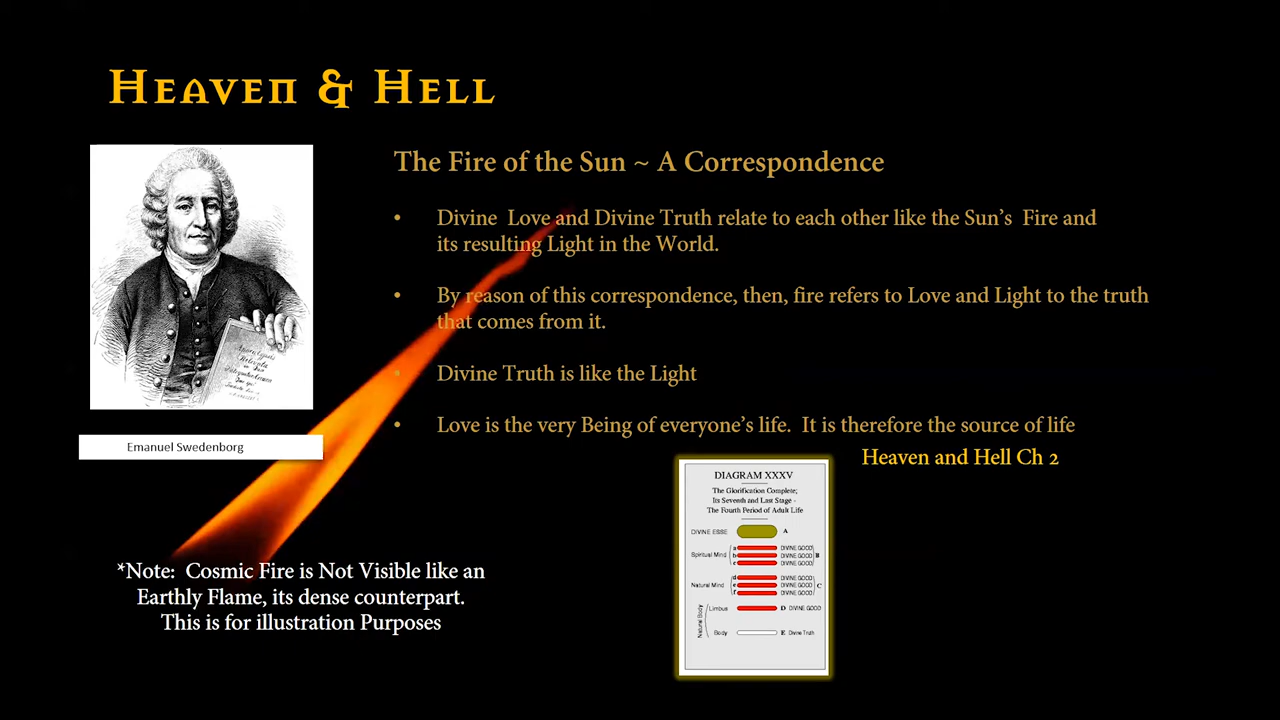 Heaven & Hell
The Fire of the Sun ~ A Correspondence
• Divine Love and Divine Truth relate to each other like the Sun's Fire and
its resulting Light in the World.
• By reason of this correspondence, then, fire refers to Love and Light to the truth
that comes from it.
• Divine Truth is like the Light
• Love is the very Being of everyone's life. It is therefore the source of life
Heaven and Hell Ch 2
Apocalypsis
Revelata
Emanuel Swedenborg
*Note: Cosmic Fire is Not Visible like an
Earthly Flame, its dense counterpart.
This is for illustration Purposes
DIAGRAM XXXV
The Glorification Complete;
Its Seventh and Last Stage -
The Fourth Period of Adult Life
DIVINE ESSE A
Spiritual Mind
a DIVINE GOOD
b DIVINE GOOD B
c DIVINE GOOD
Natural Mind
d DIVINE GOOD
e DIVINE GOOD C
f DIVINE GOOD
Natural Body
Limbus D DIVINE GOOD
Body E Divine Truth